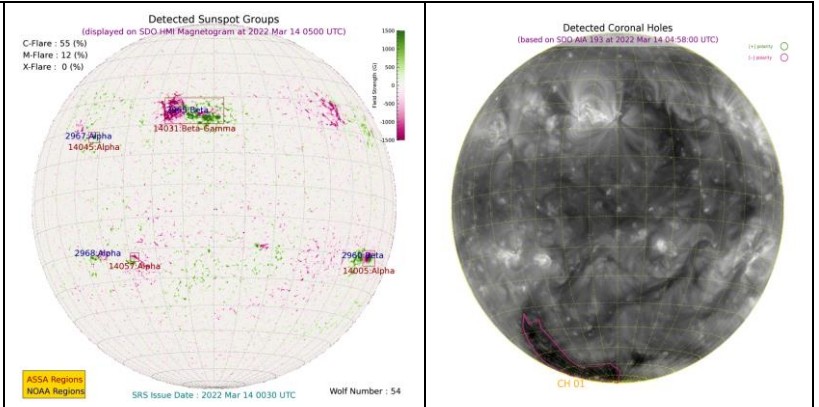 Detected Sunspot Groups
(displayed on SDO HMI Magnetogram at 2022 Mar 14 0500 UTC)
C-Flare : 55 (%)
M-Flare : 12 (%)
X-Flare : 0 (%)
1500
1000
500
0
-500
-1000
-1500
Field Strength (G)
2965:Beta
14031:Beta-Gamma
2967:Alpha
14045:Alpha
2968:Alpha
14057:Alpha
2960:Beta
14005:Alpha
ASSA Regions
NOAA Regions
SRS Issue Date : 2022 Mar 14 0030 UTC
Wolf Number : 54
Detected Coronal Holes
(based on SDO AIA 193 at 2022 Mar 14 04:58:00 UTC)
(+) polarity
(-) polarity
CH 01